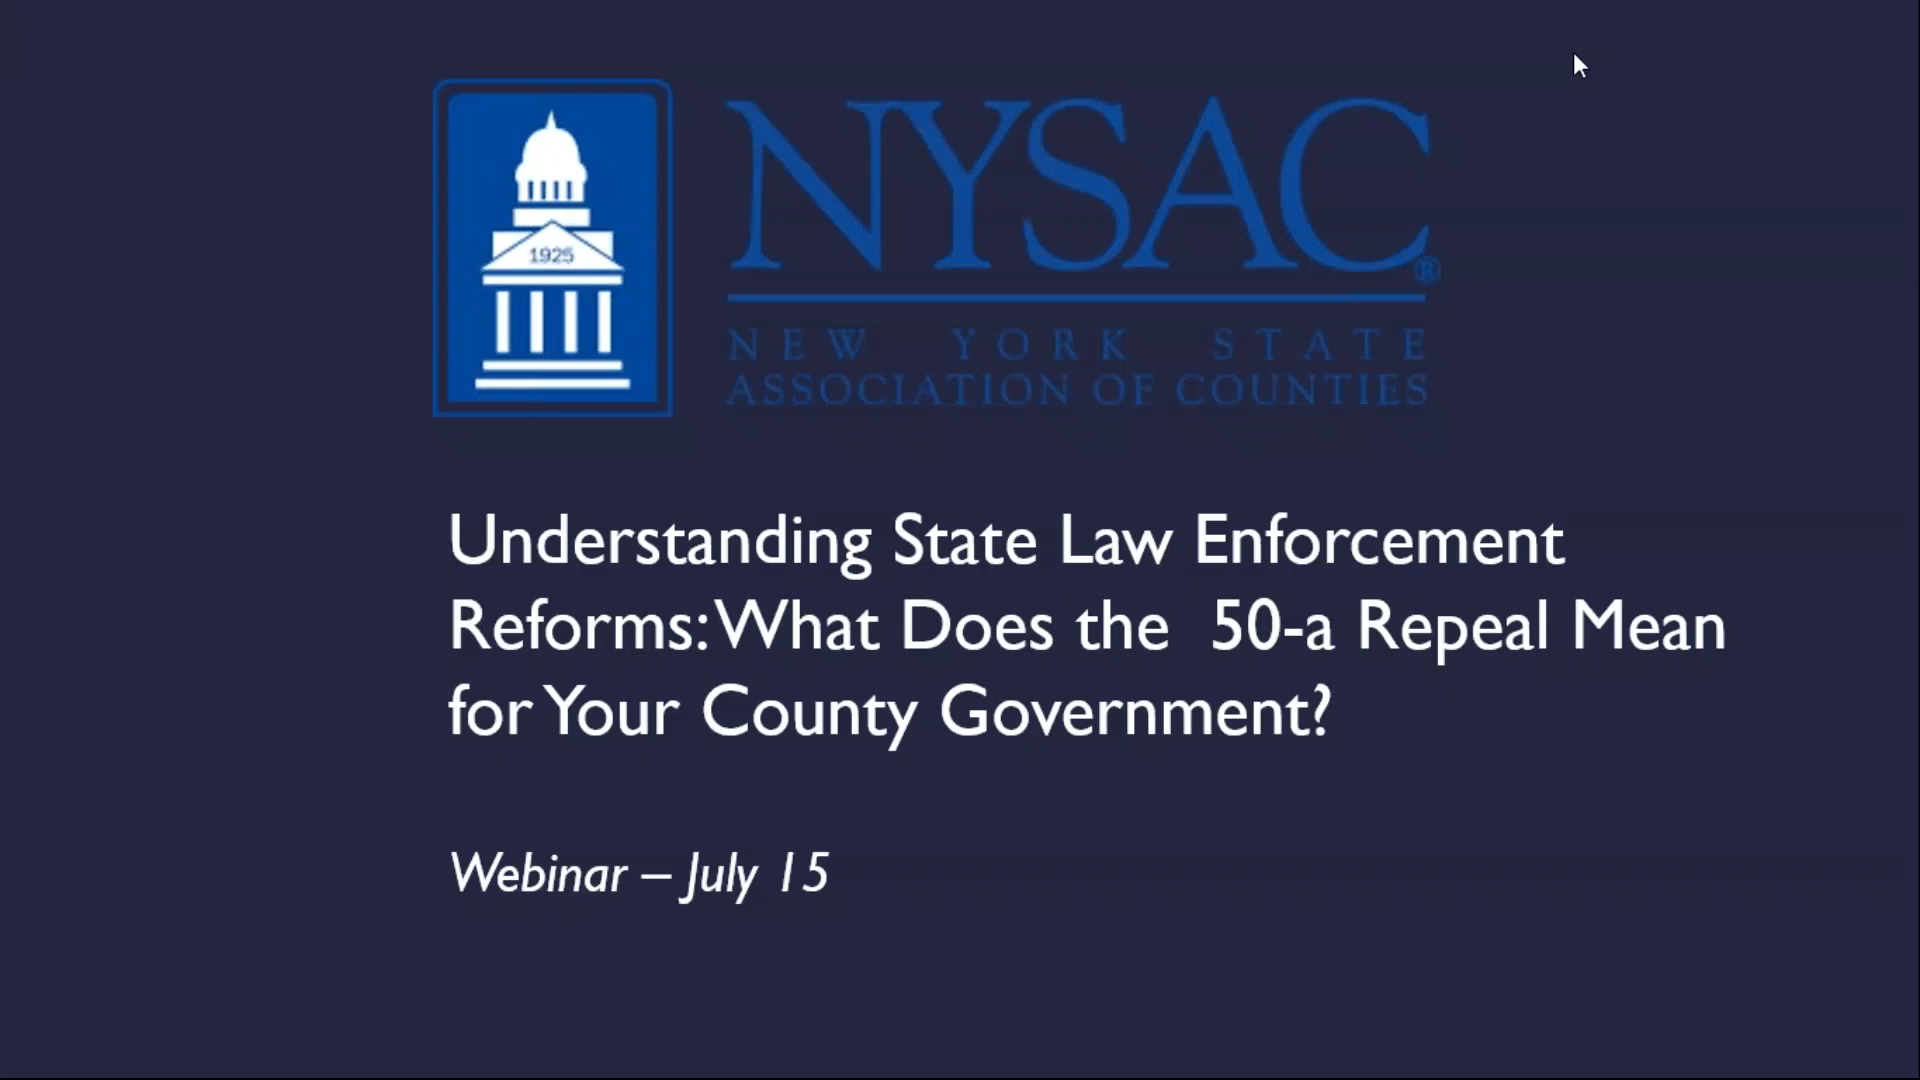 1925
NYSAC®
NEW YORK STATE
ASSOCIATION OF COUNTIES
Understanding State Law Enforcement
Reforms: What Does the 50-a Repeal Mean
for Your County Government?
Webinar – July 15